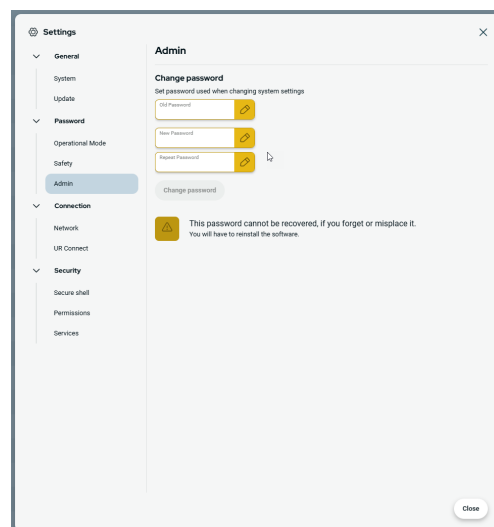 Settings
General
System
Update
Password
Operational Mode
Safety
Admin
Connection
Network
UR Connect
Security
Secure shell
Permissions
Services
Admin
Change password
Set password used when changing system settings
Old Password
New Password
Repeat Password
Change password
This password cannot be recovered, if you forget or misplace it.
You will have to reinstall the software.
Close